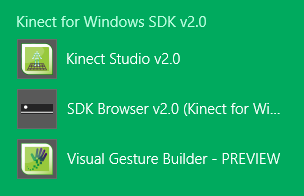 Kinect for Windows SDK v2.0
Kinect Studio v2.0
SDK Browser v2.0 (Kinect for Wi...
Visual Gesture Builder - PREVIEW